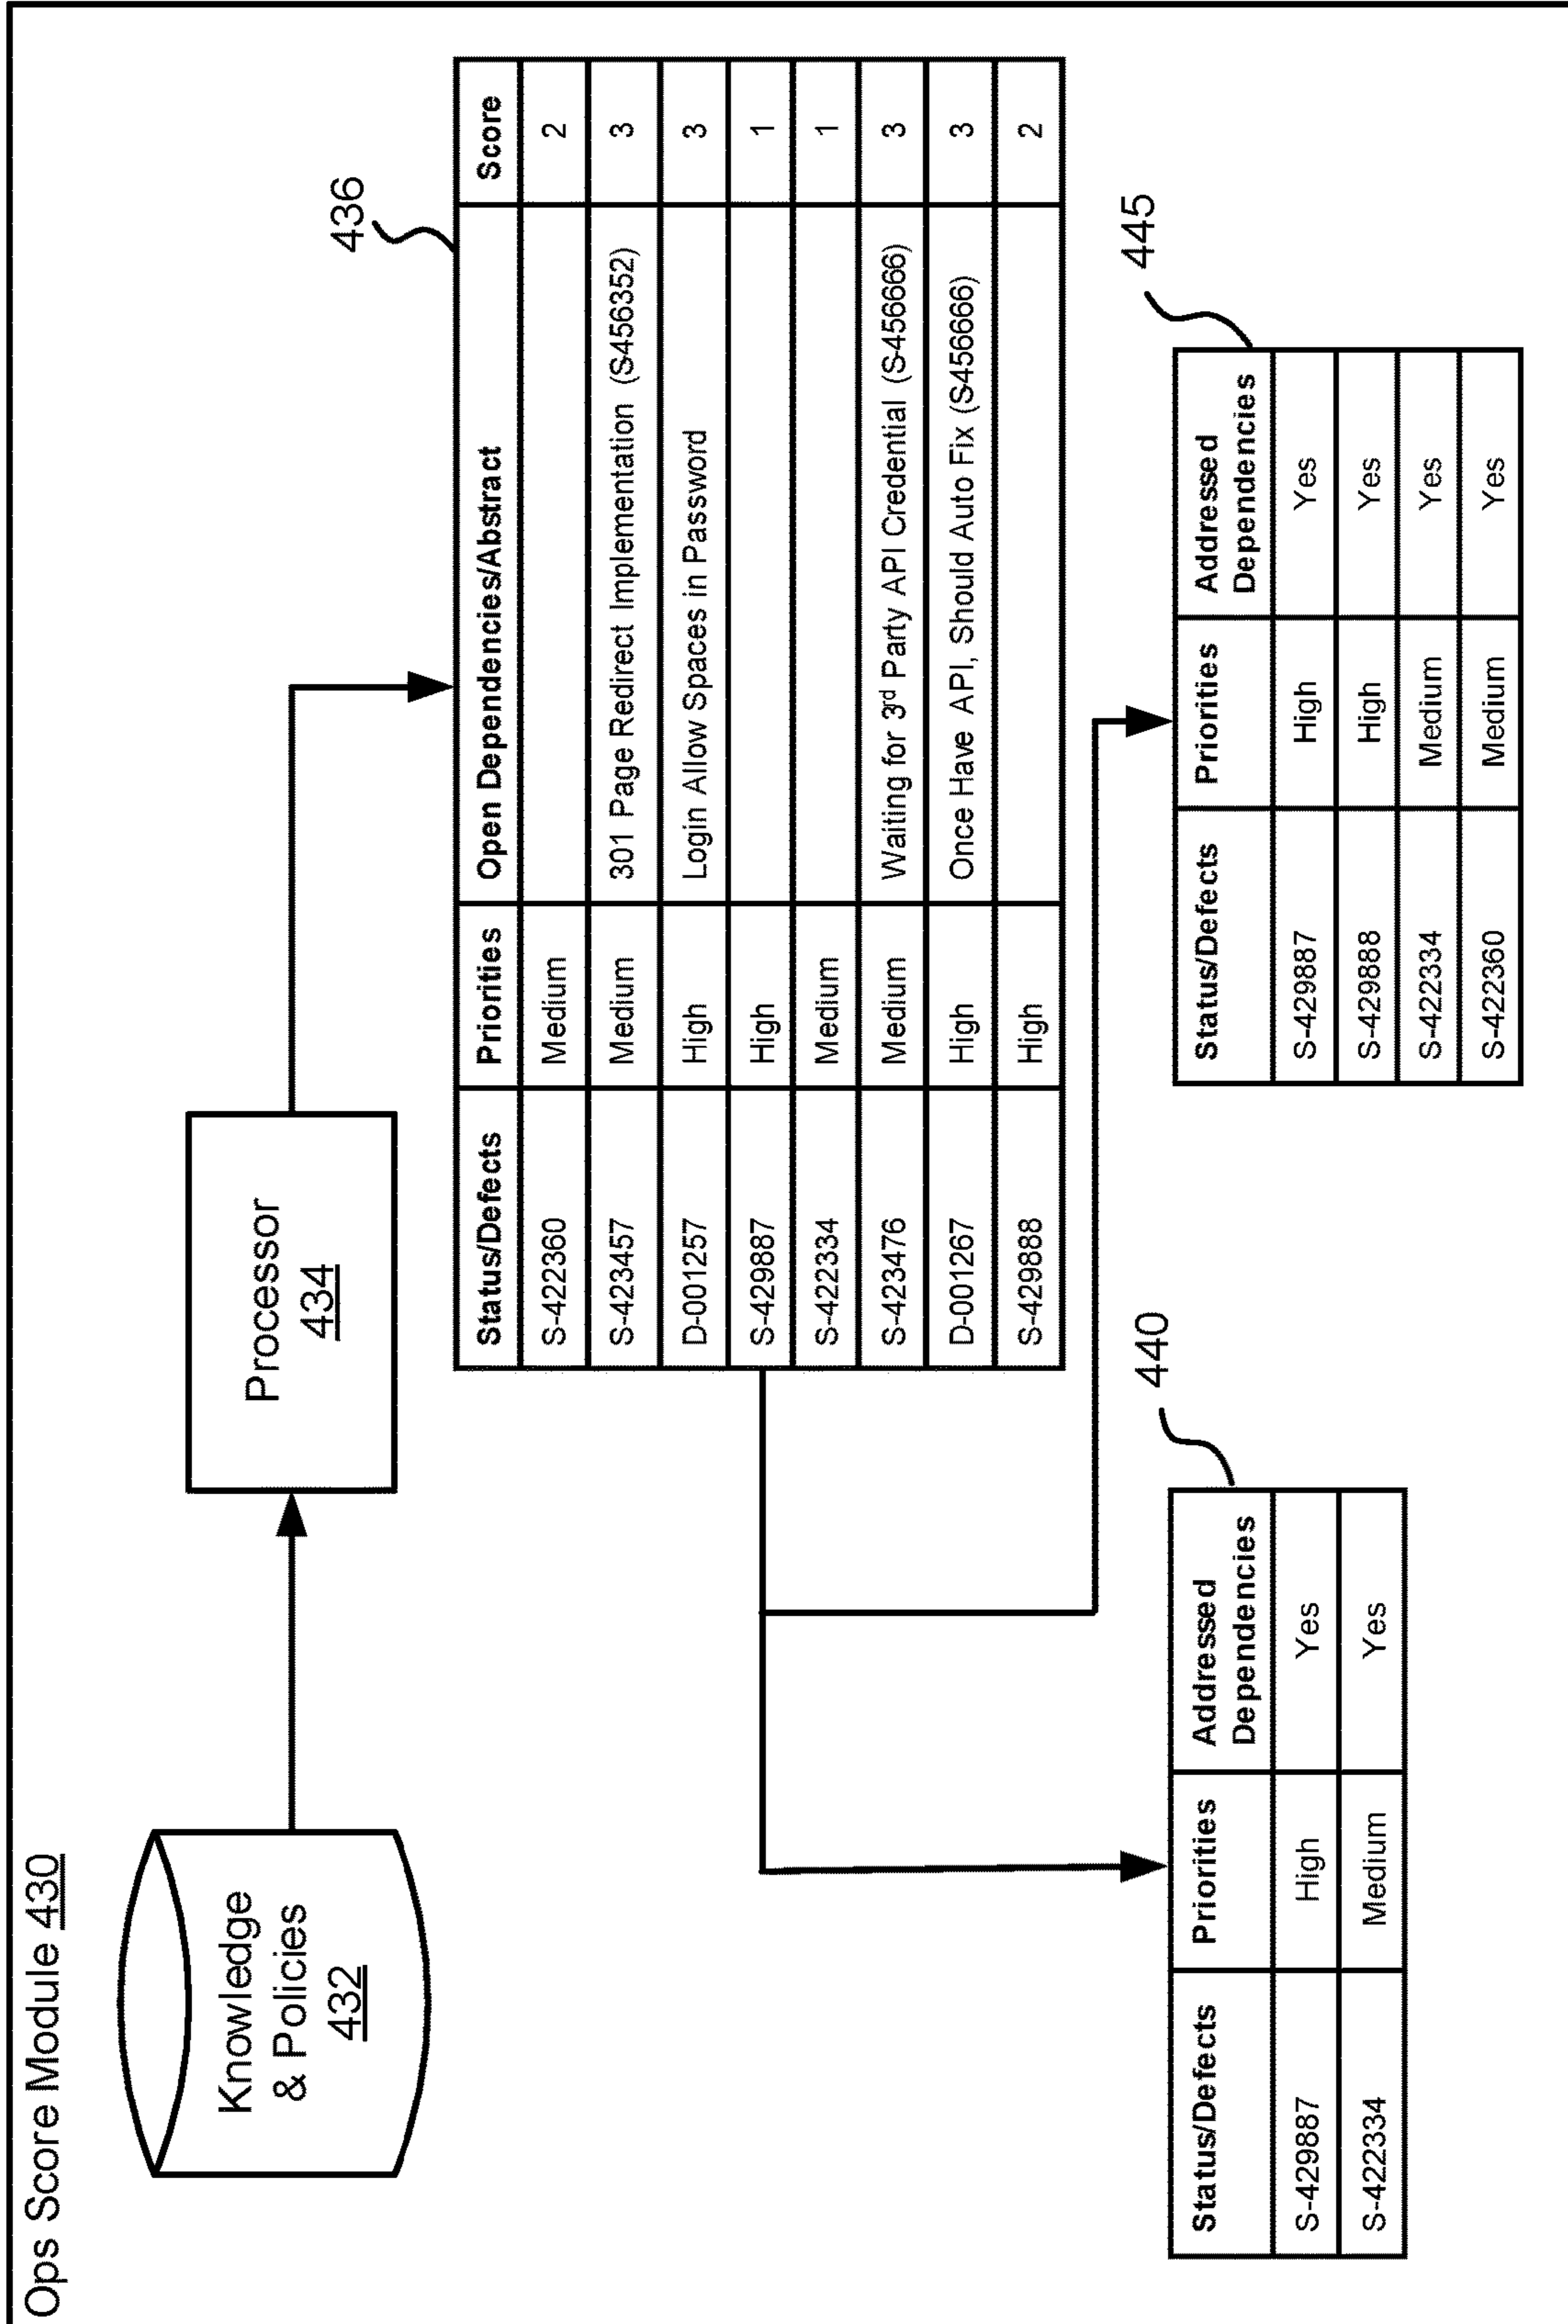 Ops Score Module 430
Knowledge
& Policies
432
Processor
434
436
Status/Defects Priorities Open Dependencies/Abstract Score
S-422360 Medium 2
S-423457 Medium 301 Page Redirect Implementation (S-456352) 3
D-001257 High Login Allow Spaces in Password 3
S-429887 High 1
S-422334 Medium 1
S-423476 Medium Waiting for 3rd Party API Credential (S-456666) 3
D-001267 High Once Have API, Should Auto Fix (S-456666) 3
S-429888 High 2
440
Status/Defects Priorities Addressed
Dependencies
S-429887 High Yes
S-422334 Medium Yes
445
Status/Defects Priorities Addressed
Dependencies
S-429887 High Yes
S-429888 High Yes
S-422334 Medium Yes
S-422360 Medium Yes